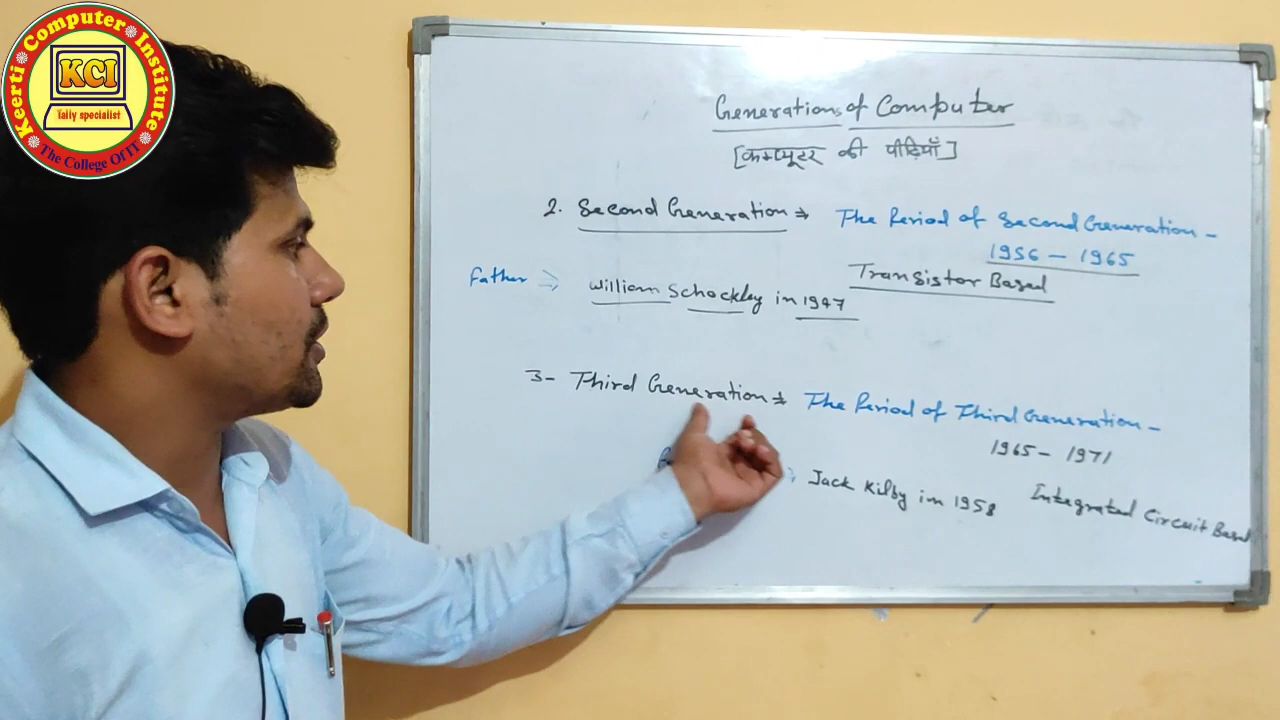 Keerti Computer Institute
KCI
Tally specialist
The College Of IT
Generations of Computer
[कम्प्यूटर की पीढ़ियाँ]
2. Second Generation ⇒ The Period of Second Generation -
1956 - 1965
Transistor Based
Father ⇒ William Schockley in 1947
3- Third Generation ⇒ The Period of Third Generation -
1965 - 1971
Jack Kilby in 1958
Integrated Circuit Based